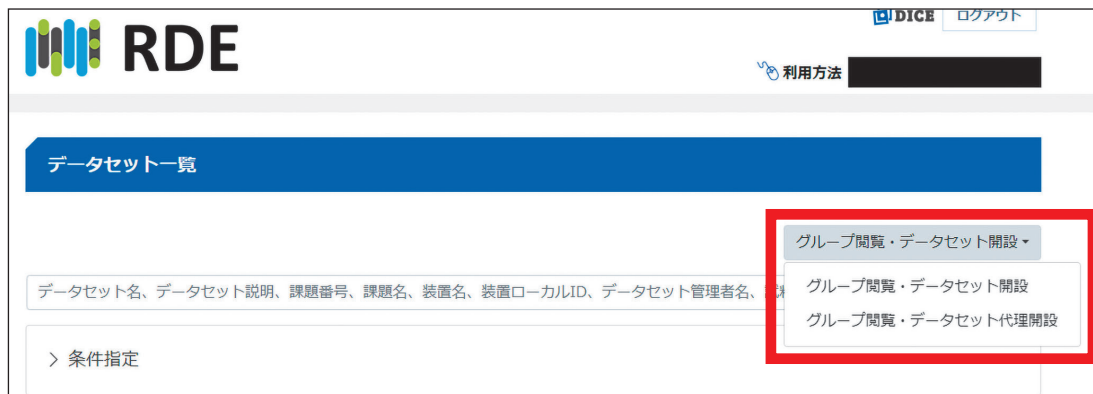 DICE ログアウト
RDE
利用方法
データセット一覧
グループ閲覧・データセット開設
データセット名、データセット説明、課題番号、課題名、装置名、装置ローカルID、データセット管理者名、
グループ閲覧・データセット開設
グループ閲覧・データセット代理開設
> 条件指定